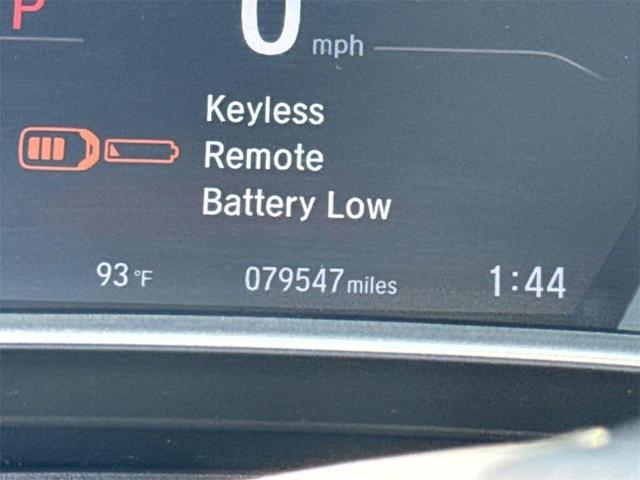 P
0 mph
Keyless
Remote
Battery Low
93 °F 079547 miles 1:44